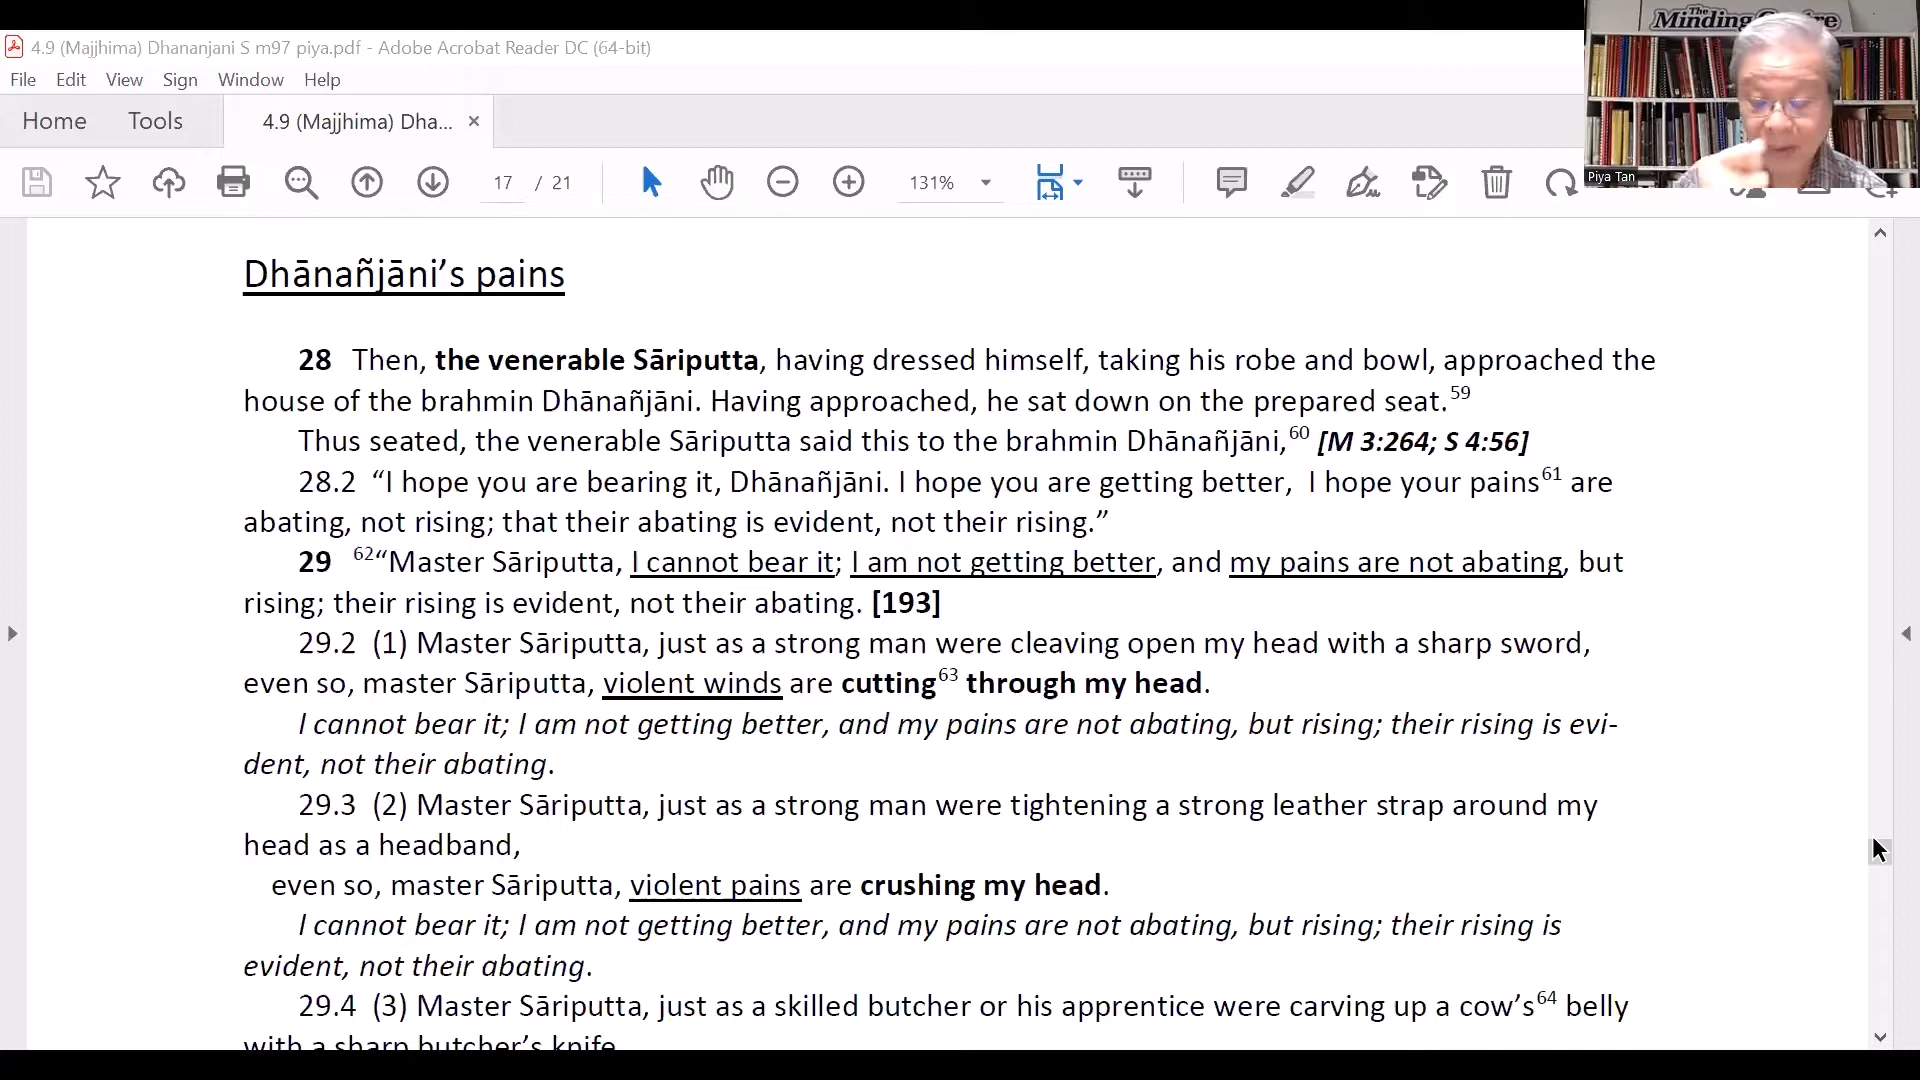 4.9 (Majjhima) Dhananjani S m97 piya.pdf - Adobe Acrobat Reader DC (64-bit)
The
Minding Centre
File Edit View Sign Window Help
Home Tools 4.9 (Majjhima) Dha... ×
17 / 21 131%
Piya Tan
Dhānañjāni’s pains
28 Then, the venerable Sāriputta, having dressed himself, taking his robe and bowl, approached the
house of the brahmin Dhānañjāni. Having approached, he sat down on the prepared seat.59
Thus seated, the venerable Sāriputta said this to the brahmin Dhānañjāni,60 [M 3:264; S 4:56]
28.2 “I hope you are bearing it, Dhānañjāni. I hope you are getting better, I hope your pains61 are
abating, not rising; that their abating is evident, not their rising.”
29 62“Master Sāriputta, I cannot bear it; I am not getting better, and my pains are not abating, but
rising; their rising is evident, not their abating. [193]
29.2 (1) Master Sāriputta, just as a strong man were cleaving open my head with a sharp sword,
even so, master Sāriputta, violent winds are cutting63 through my head.
I cannot bear it; I am not getting better, and my pains are not abating, but rising; their rising is evi-
dent, not their abating.
29.3 (2) Master Sāriputta, just as a strong man were tightening a strong leather strap around my
head as a headband,
even so, master Sāriputta, violent pains are crushing my head.
I cannot bear it; I am not getting better, and my pains are not abating, but rising; their rising is
evident, not their abating.
29.4 (3) Master Sāriputta, just as a skilled butcher or his apprentice were carving up a cow’s64 belly
with a sharp butcher’s knife